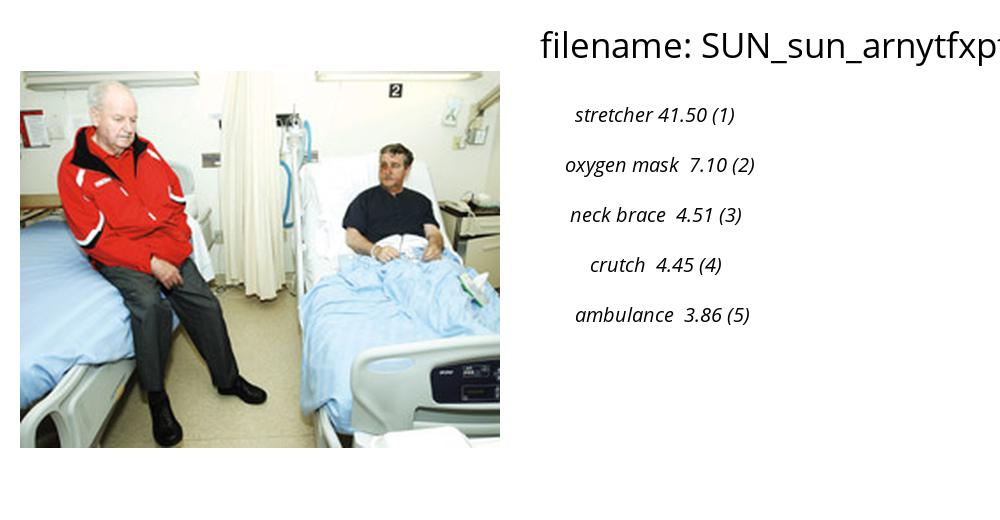 filename: SUN_sun_arnytfxp
stretcher 41.50 (1)
oxygen mask 7.10 (2)
neck brace 4.51 (3)
crutch 4.45 (4)
ambulance 3.86 (5)
2